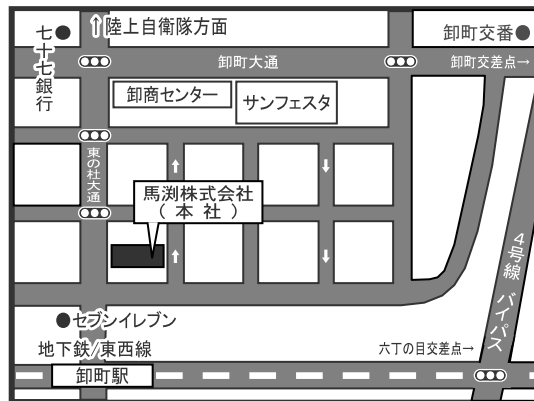 陸上自衛隊方面
卸町交番
七十七銀行
卸町大通
卸町交差点→
卸商センター
サンフェスタ
東の杜大通
馬渕株式会社
(本社)
4号線 バイパス
セブンイレブン
地下鉄/東西線
六丁の目交差点→
卸町駅